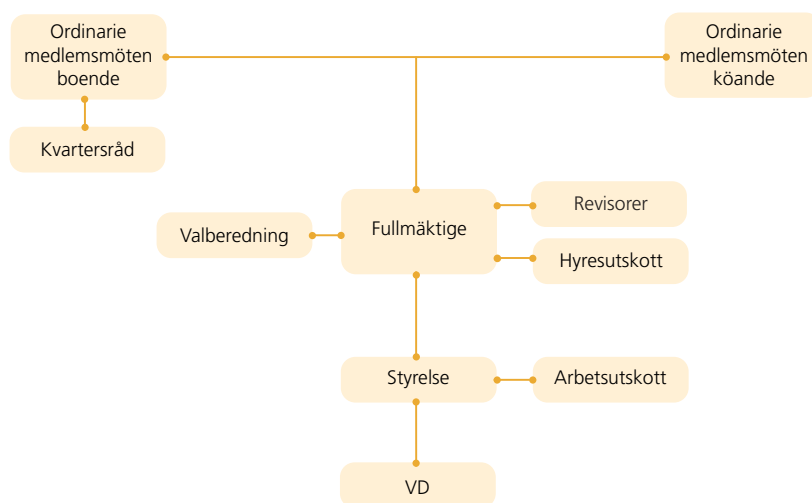 Ordinarie
medlemsmöten
boende
Ordinarie
medlemsmöten
köande
Kvartersråd
Valberedning
Fullmäktige
Revisorer
Hyresutskott
Styrelse
Arbetsutskott
VD